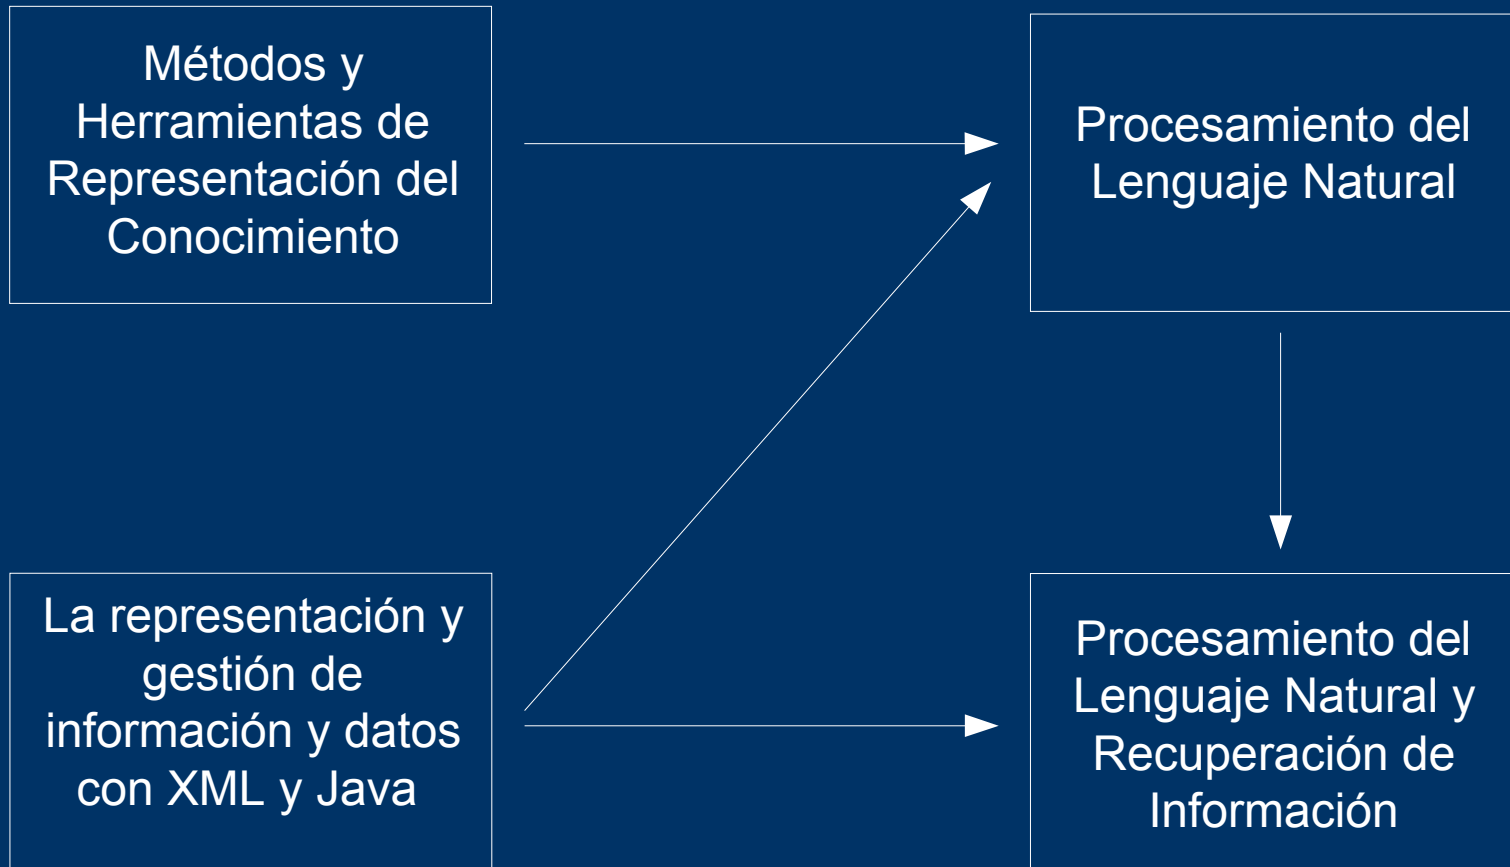 Métodos y
Herramientas de
Representación del
Conocimiento
Procesamiento del
Lenguaje Natural
La representación y
gestión de
información y datos
con XML y Java
Procesamiento del
Lenguaje Natural y
Recuperación de
Información